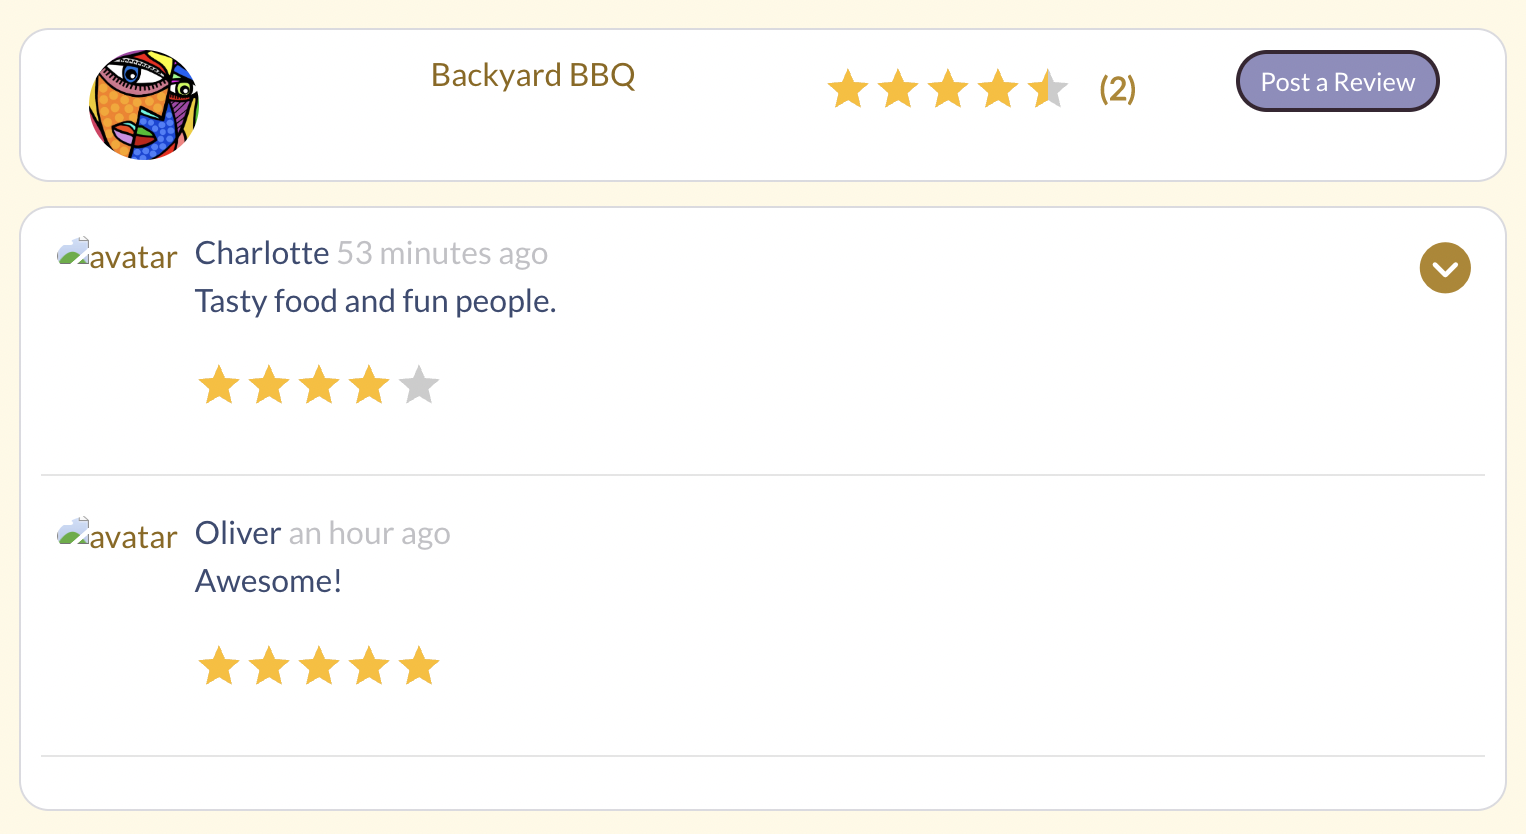 Backyard BBQ
(2)
Post a Review
avatar
Charlotte 53 minutes ago
Tasty food and fun people.
avatar
Oliver an hour ago
Awesome!